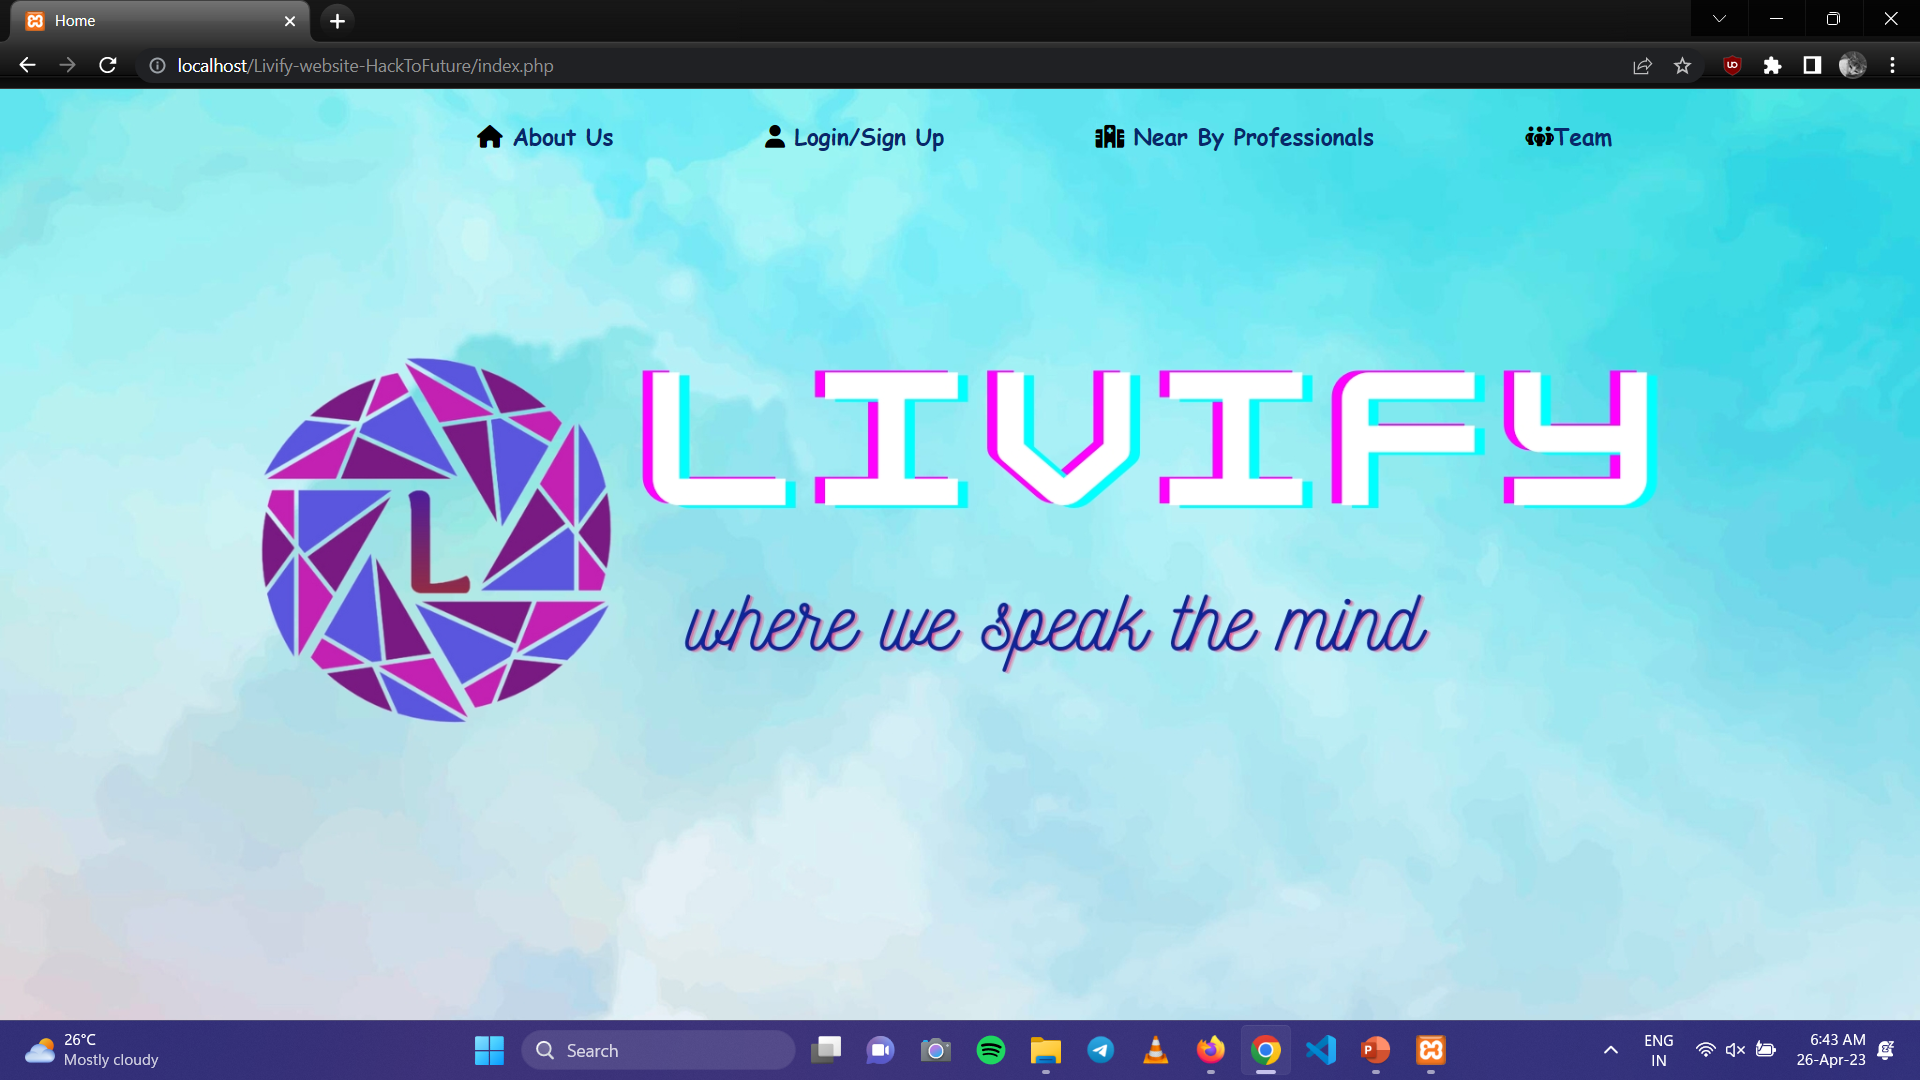 Home
localhost/Livify-website-HackToFuture/index.php
About Us
Login/Sign Up
Near By Professionals
Team
L
LIVIFY
where we speak the mind
26°C
Mostly cloudy
Search
ENG
IN
6:43 AM
26-Apr-23